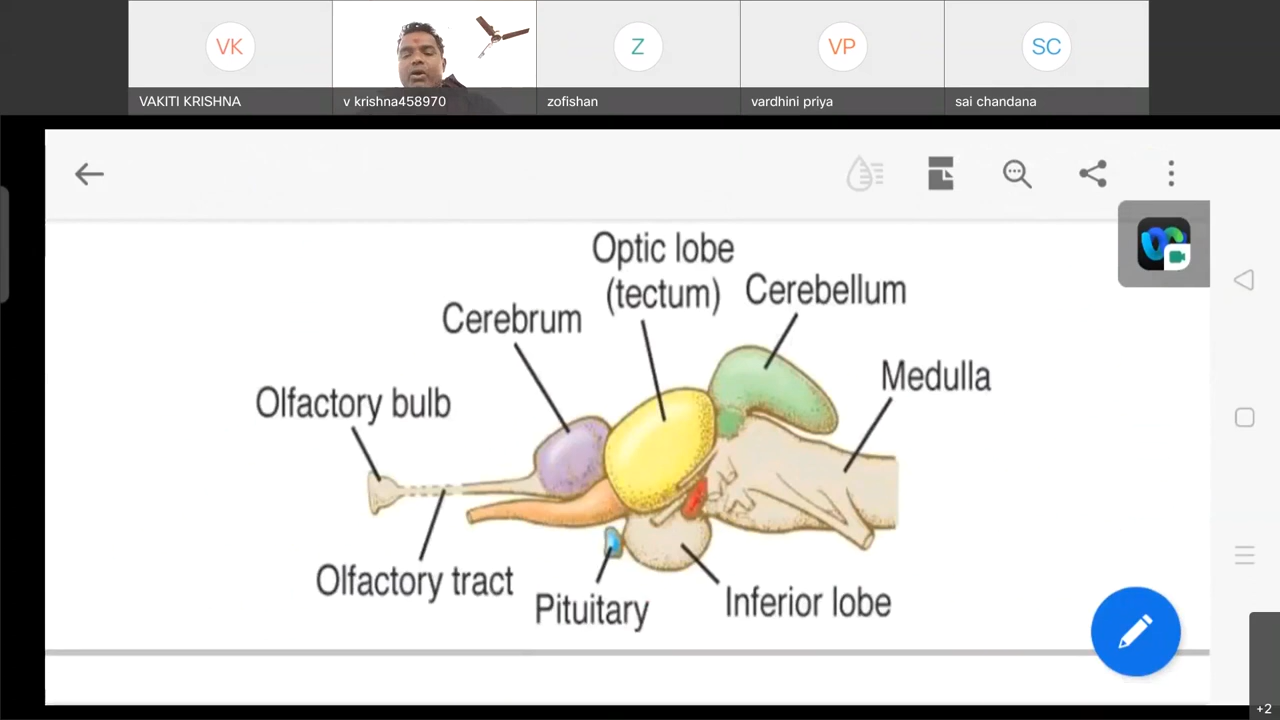 VK
Z
VP
SC
VAKITI KRISHNA
v krishna458970
zofishan
vardhini priya
sai chandana
Optic lobe
(tectum)
Cerebellum
Cerebrum
Medulla
Olfactory bulb
Olfactory tract
Pituitary
Inferior lobe
+2